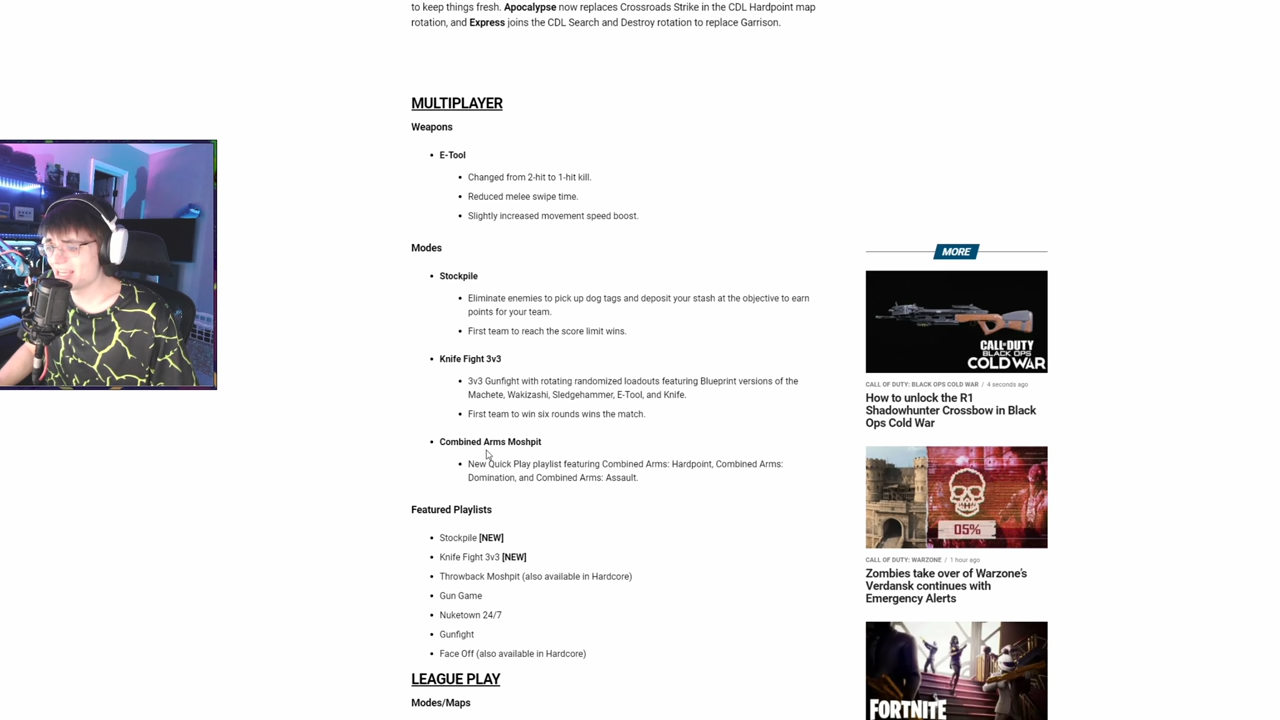 to keep things fresh. Apocalypse now replaces Crossroads Strike in the CDL Hardpoint map
rotation, and Express joins the CDL Search and Destroy rotation to replace Garrison.
MULTIPLAYER
Weapons
• E-Tool
• Changed from 2-hit to 1-hit kill.
• Reduced melee swipe time.
• Slightly increased movement speed boost.
Modes
• Stockpile
• Eliminate enemies to pick up dog tags and deposit your stash at the objective to earn
points for your team.
• First team to reach the score limit wins.
• Knife Fight 3v3
• 3v3 Gunfight with rotating randomized loadouts featuring Blueprint versions of the
Machete, Wakizashi, Sledgehammer, E-Tool, and Knife.
• First team to win six rounds wins the match.
• Combined Arms Moshpit
• New Quick Play playlist featuring Combined Arms: Hardpoint, Combined Arms:
Domination, and Combined Arms: Assault.
Featured Playlists
• Stockpile [NEW]
• Knife Fight 3v3 [NEW]
• Throwback Moshpit (also available in Hardcore)
• Gun Game
• Nuketown 24/7
• Gunfight
• Face Off (also available in Hardcore)
LEAGUE PLAY
Modes/Maps
MORE
CALL OF DUTY
BLACK OPS
COLD WAR
CALL OF DUTY: BLACK OPS COLD WAR / 4 seconds ago
How to unlock the R1
Shadowhunter Crossbow in Black
Ops Cold War
05%
CALL OF DUTY: WARZONE / 1 hour ago
Zombies take over of Warzone's
Verdansk continues with
Emergency Alerts
FORTNITE